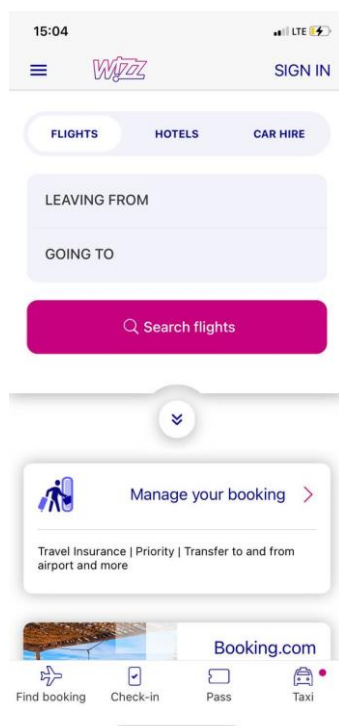 15:04 LTE
WIZZ SIGN IN
FLIGHTS HOTELS CAR HIRE
LEAVING FROM
GOING TO
Search flights
Manage your booking
Travel Insurance | Priority | Transfer to and from
airport and more
Booking.com
Find booking Check-in Pass Taxi